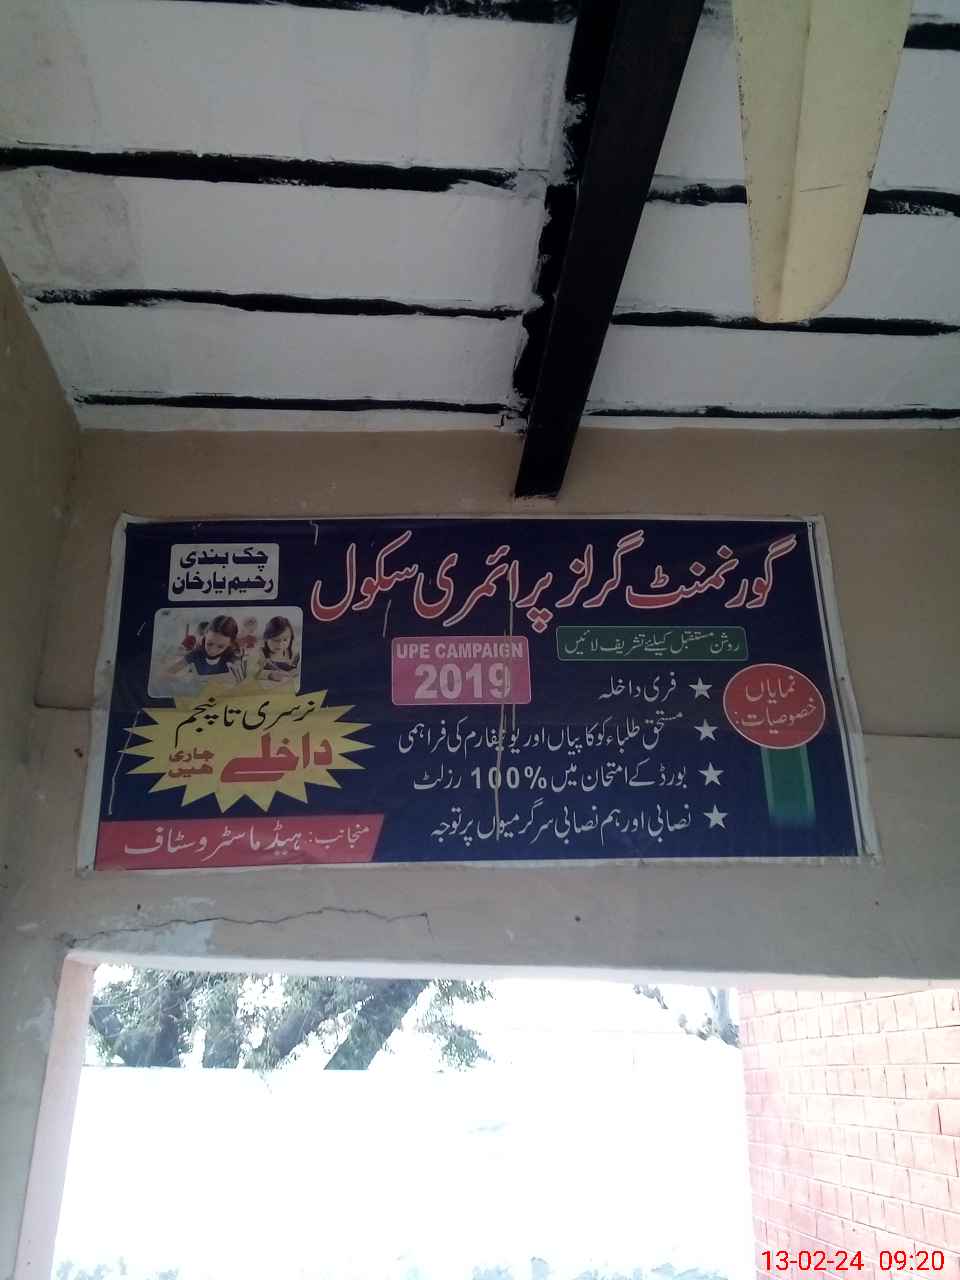 گورنمنٹ گرلز پرائمری سکول
چک بندی
رحیم یار خان
روشن مستقبل کیلئے تشریف لائیں
UPE CAMPAIGN
2019
نمایاں
خصوصیات:
فری داخلہ
مستحق طلباء کو کاپیاں اور یونیفارم کی فراہمی
بورڈ کے امتحان میں 100% رزلٹ
نصابی اور ہم نصابی سرگرمیوں پر توجہ
نرسری تا پنجم
داخلے جاری ھیں
منجانب: ہیڈ ماسٹر و سٹاف
13-02-24 09:20